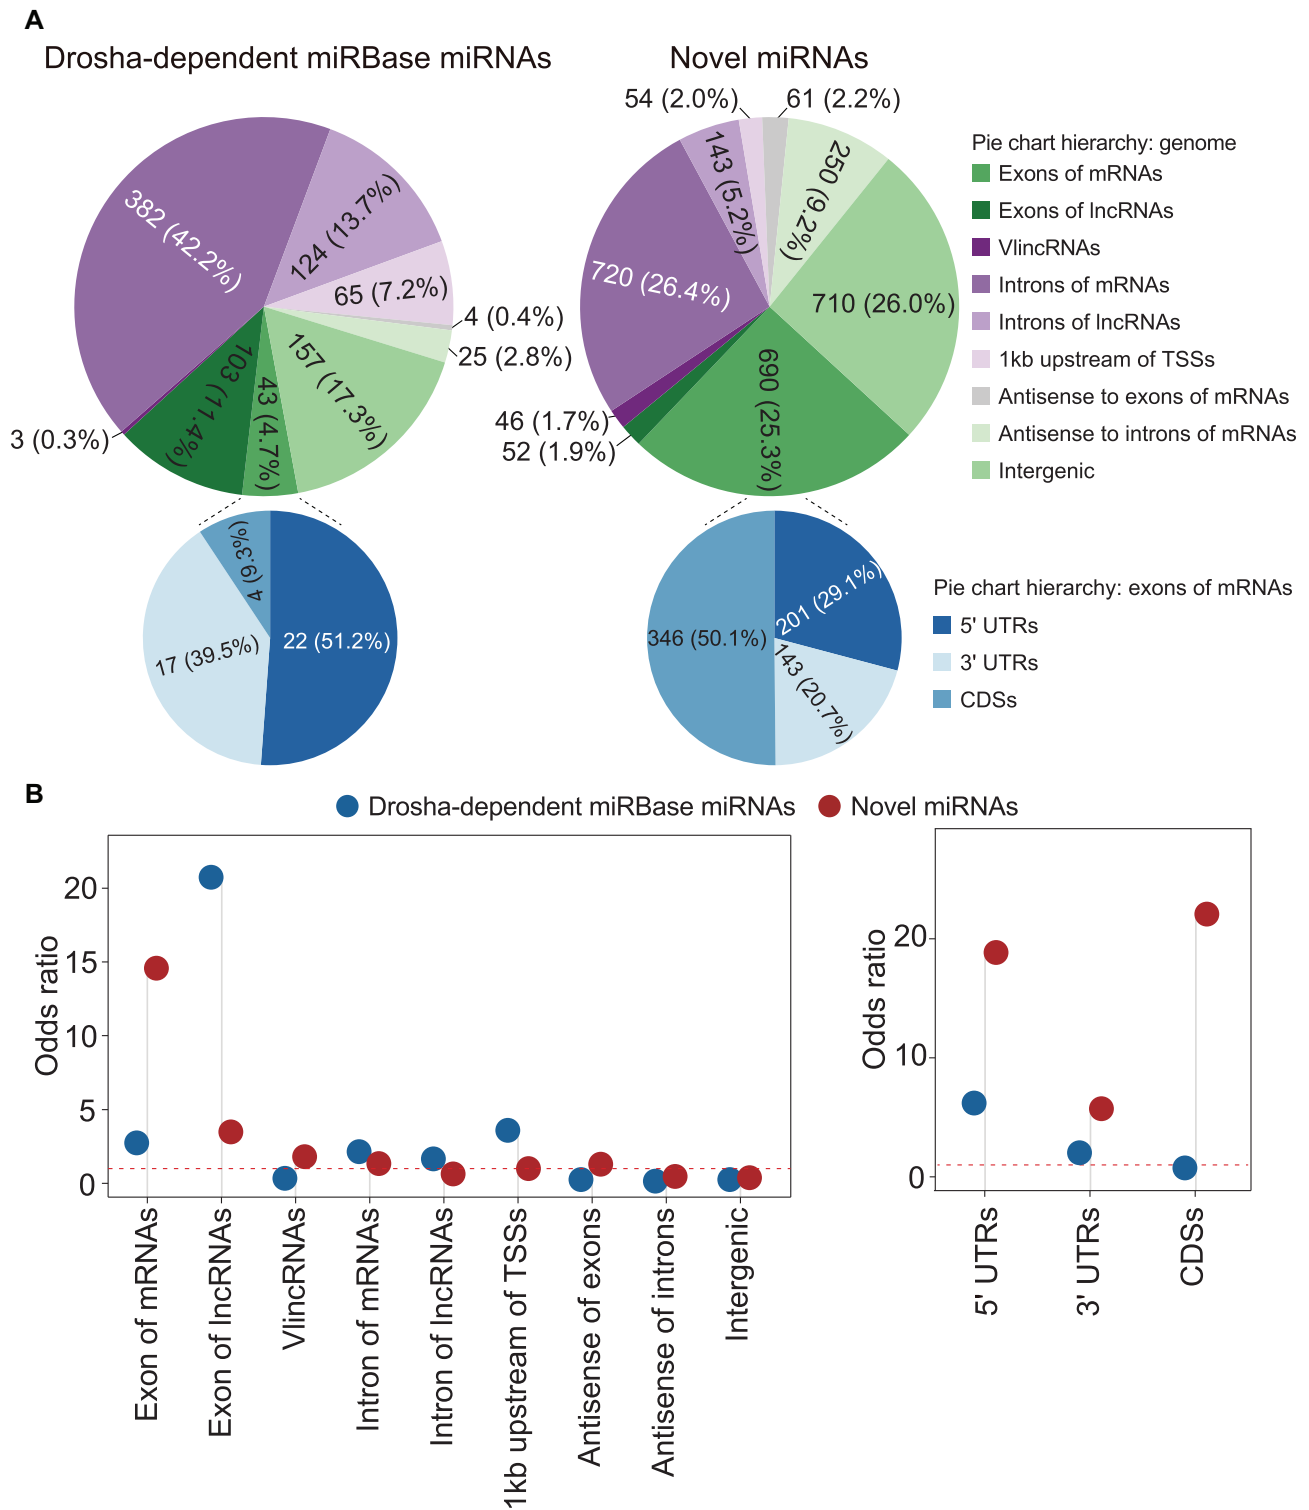 A
Drosha-dependent miRBase miRNAs
Novel miRNAs
382 (42.2%)
124 (13.7%)
65 (7.2%)
4 (0.4%)
25 (2.8%)
157 (17.3%)
43 (4.7%)
103 (11.4%)
3 (0.3%)
54 (2.0%)
61 (2.2%)
143 (5.2%)
250 (9.2%)
720 (26.4%)
710 (26.0%)
690 (25.3%)
46 (1.7%)
52 (1.9%)
Pie chart hierarchy: genome
Exons of mRNAs
Exons of lncRNAs
VlincRNAs
Introns of mRNAs
Introns of lncRNAs
1kb upstream of TSSs
Antisense to exons of mRNAs
Antisense to introns of mRNAs
Intergenic
4 (9.3%)
17 (39.5%)
22 (51.2%)
346 (50.1%)
201 (29.1%)
143 (20.7%)
Pie chart hierarchy: exons of mRNAs
5' UTRs
3' UTRs
CDSs
B
Drosha-dependent miRBase miRNAs
Novel miRNAs
Odds ratio
20
15
10
5
0
Exon of mRNAs
Exon of lncRNAs
VlincRNAs
Intron of mRNAs
Intron of lncRNAs
1kb upstream of TSSs
Antisense of exons
Antisense of introns
Intergenic
Odds ratio
20
10
0
5' UTRs
3' UTRs
CDSs